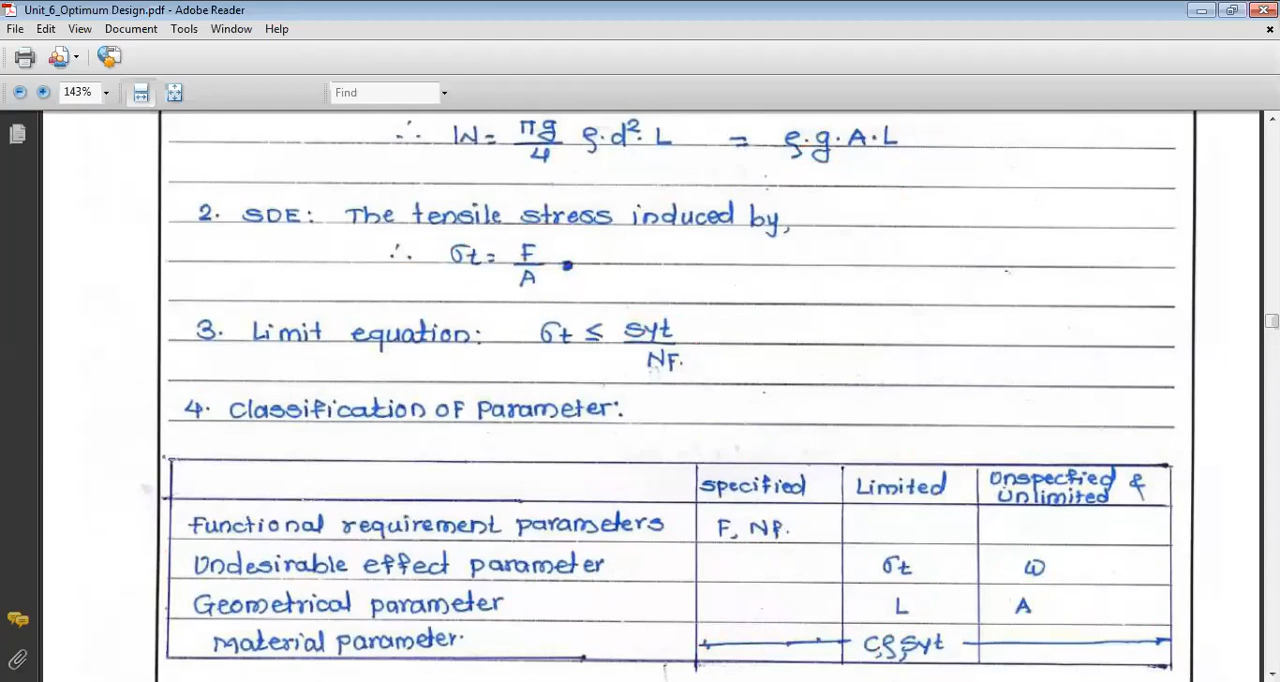 Unit_6_Optimum Design.pdf - Adobe Reader
File Edit View Document Tools Window Help
143% Find
∴ W = πg/4 ρ·d²·L = ρ·g·A·L
2. SDE: The tensile stress induced by,
∴ σt = F/A
3. Limit equation: σt ≤ Syt/NF.
4. Classification of Parameter:
Specified Limited Unspecified & Unlimited
Functional requirement parameters F, NF.
Undesirable effect parameter σt ω
Geometrical parameter L A
Material parameter. C,ρ,Syt